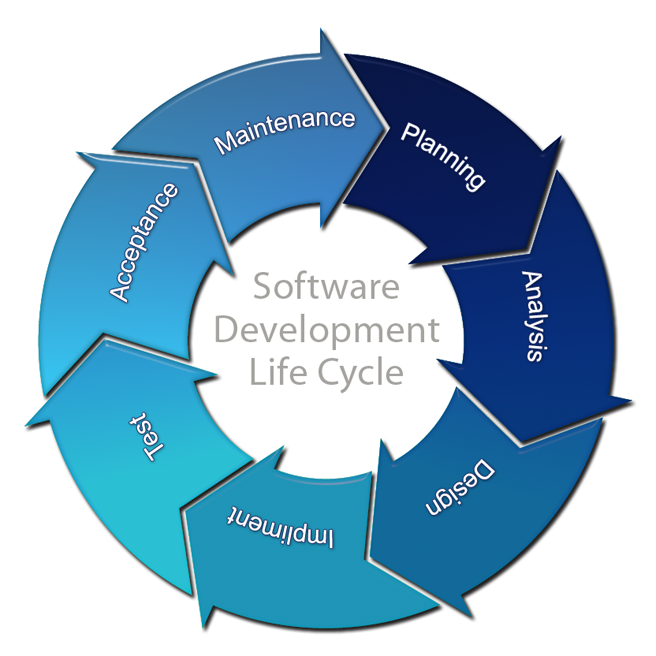 Software
Development
Life Cycle
Planning
Analysis
Design
Impliment
Test
Acceptance
Maintenance